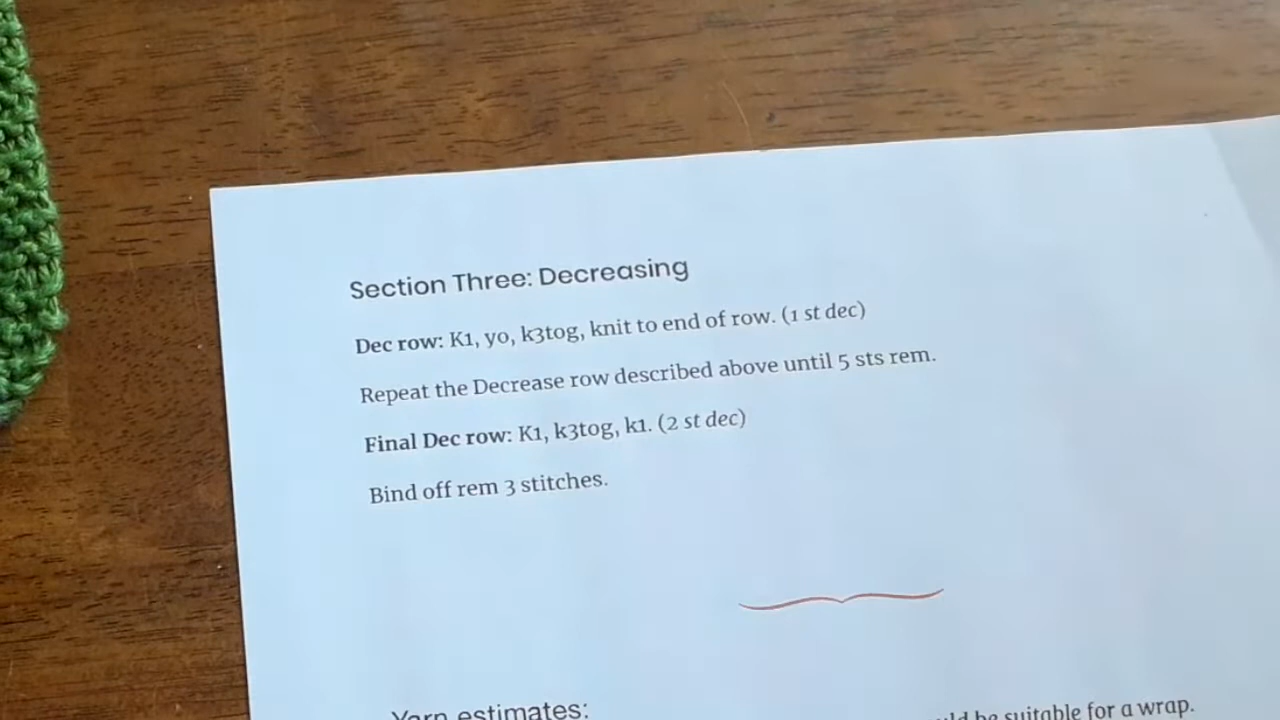 Section Three: Decreasing
Dec row: K1, yo, k3tog, knit to end of row. (1 st dec)
Repeat the Decrease row described above until 5 sts rem.
Final Dec row: K1, k3tog, k1. (2 st dec)
Bind off rem 3 stitches.
Yarn estimates:
be suitable for a wrap.